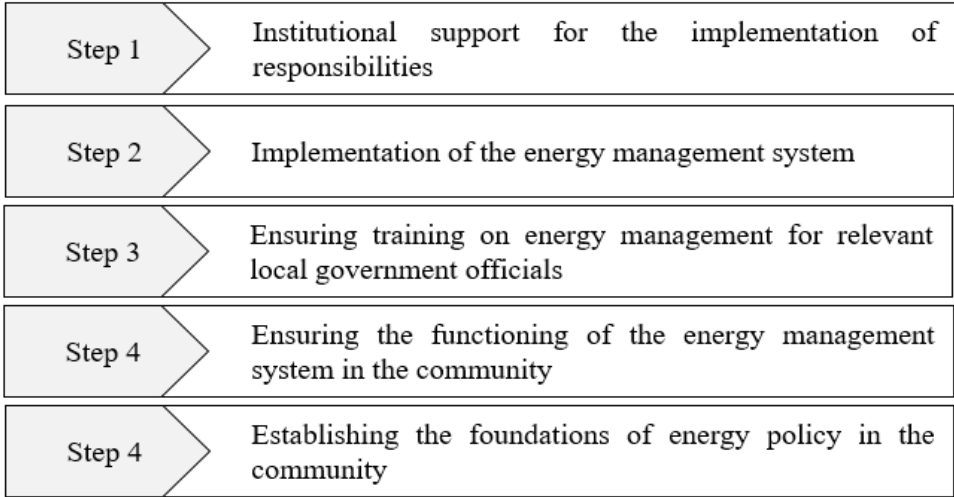 Step 1
Institutional support for the implementation of
responsibilities
Step 2
Implementation of the energy management system
Step 3
Ensuring training on energy management for relevant
local government officials
Step 4
Ensuring the functioning of the energy management
system in the community
Step 4
Establishing the foundations of energy policy in the
community